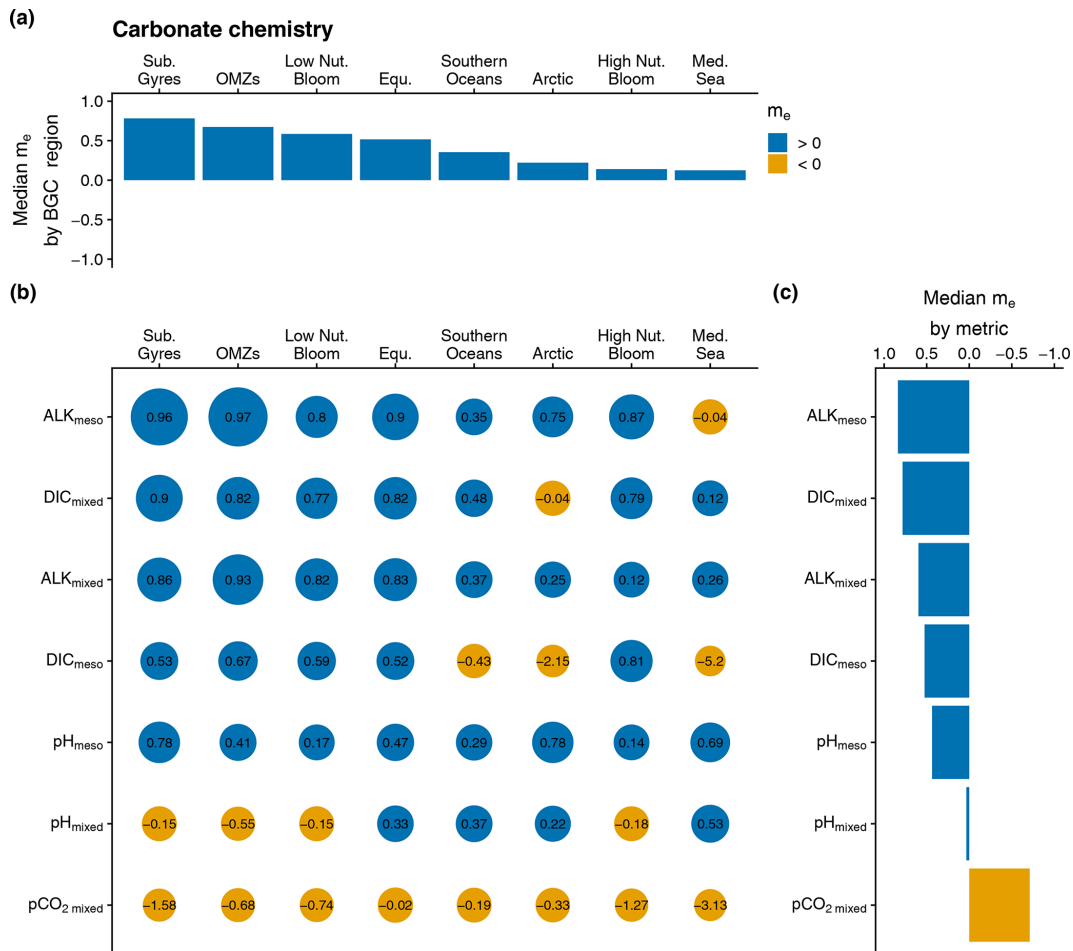 (a)
Carbonate chemistry
Sub. Gyres OMZs Low Nut. Bloom Equ. Southern Oceans Arctic High Nut. Bloom Med. Sea
Median me by BGC region
1.0
0.5
0.0
−0.5
−1.0
me
> 0
< 0
(b)
Sub. Gyres OMZs Low Nut. Bloom Equ. Southern Oceans Arctic High Nut. Bloom Med. Sea
ALKmeso 0.96 0.97 0.8 0.9 0.35 0.75 0.87 −0.04
DICmixed 0.9 0.82 0.77 0.82 0.48 −0.04 0.79 0.12
ALKmixed 0.86 0.93 0.82 0.83 0.37 0.25 0.12 0.26
DICmeso 0.53 0.67 0.59 0.52 −0.43 −2.15 0.81 −5.2
pHmeso 0.78 0.41 0.17 0.47 0.29 0.78 0.14 0.69
pHmixed −0.15 −0.55 −0.15 0.33 0.37 0.22 −0.18 0.53
pCO2 mixed −1.58 −0.68 −0.74 −0.02 −0.19 −0.33 −1.27 −3.13
(c)
Median me
by metric
1.0 0.5 0.0 −0.5 −1.0
ALKmeso
DICmixed
ALKmixed
DICmeso
pHmeso
pHmixed
pCO2 mixed